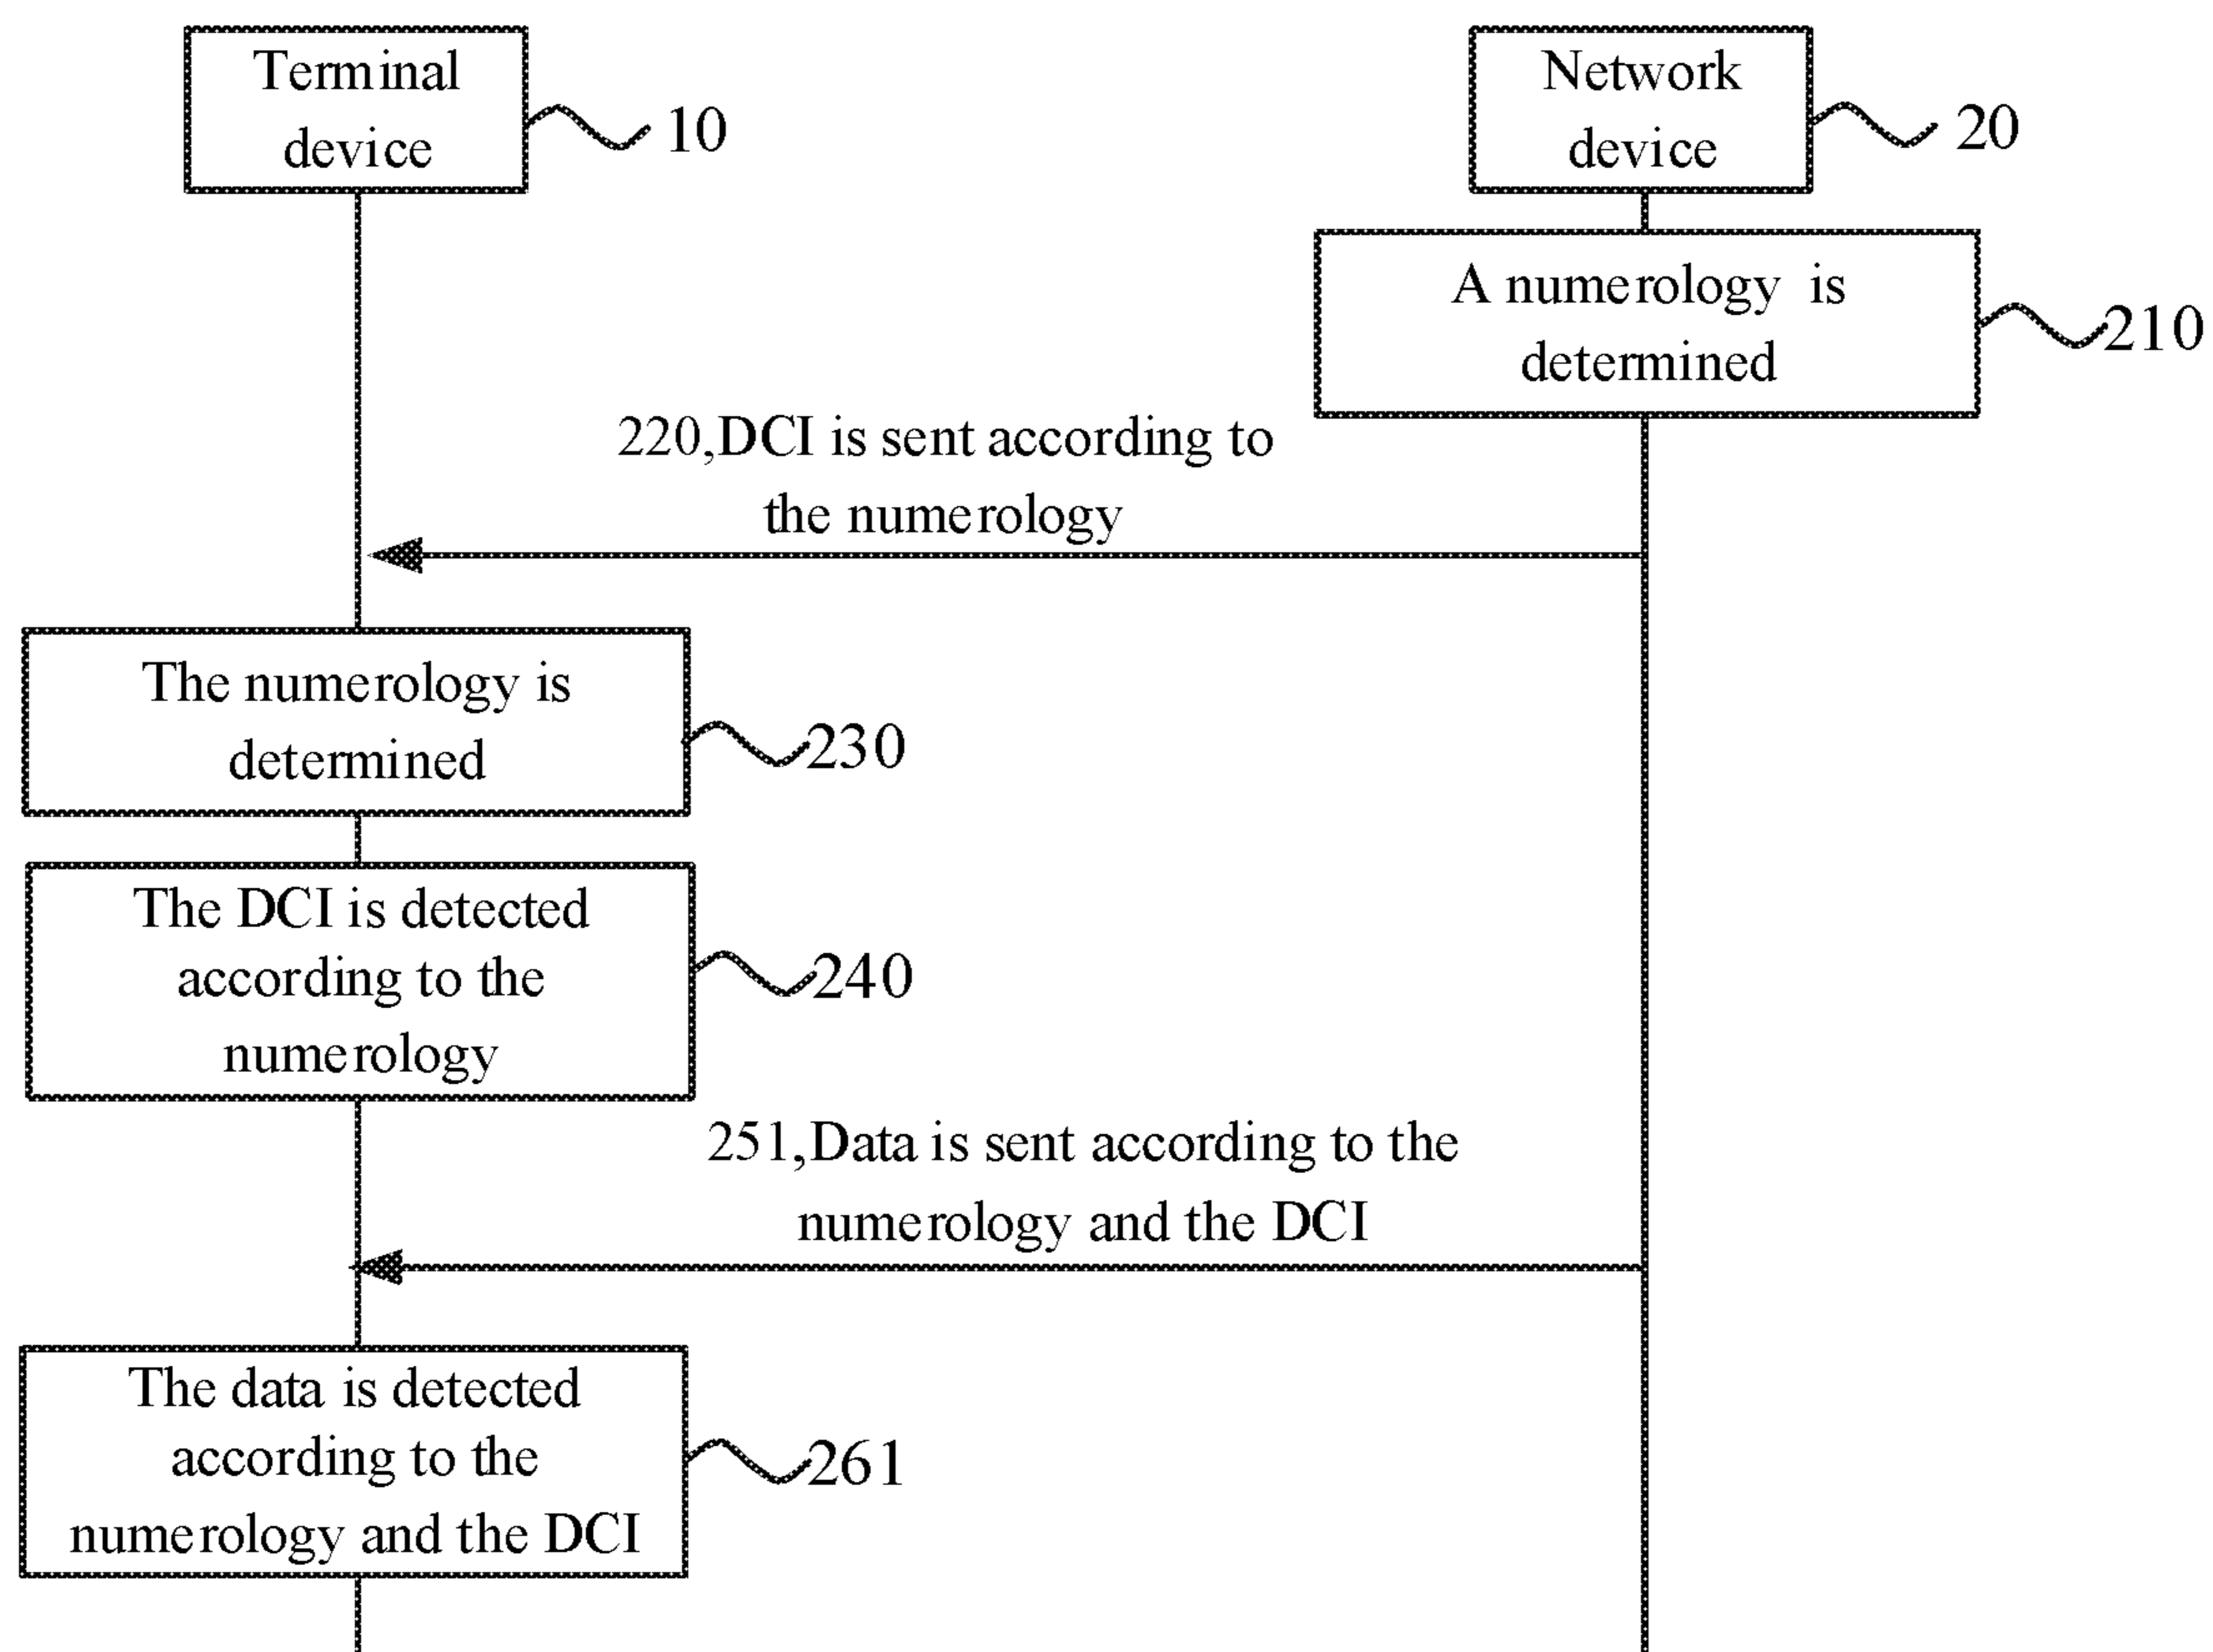 Terminal
device
10
Network
device
20
A numerology is
determined
210
220,DCI is sent according to
the numerology
The numerology is
determined
230
The DCI is detected
according to the
numerology
240
251,Data is sent according to the
numerology and the DCI
The data is detected
according to the
numerology and the DCI
261